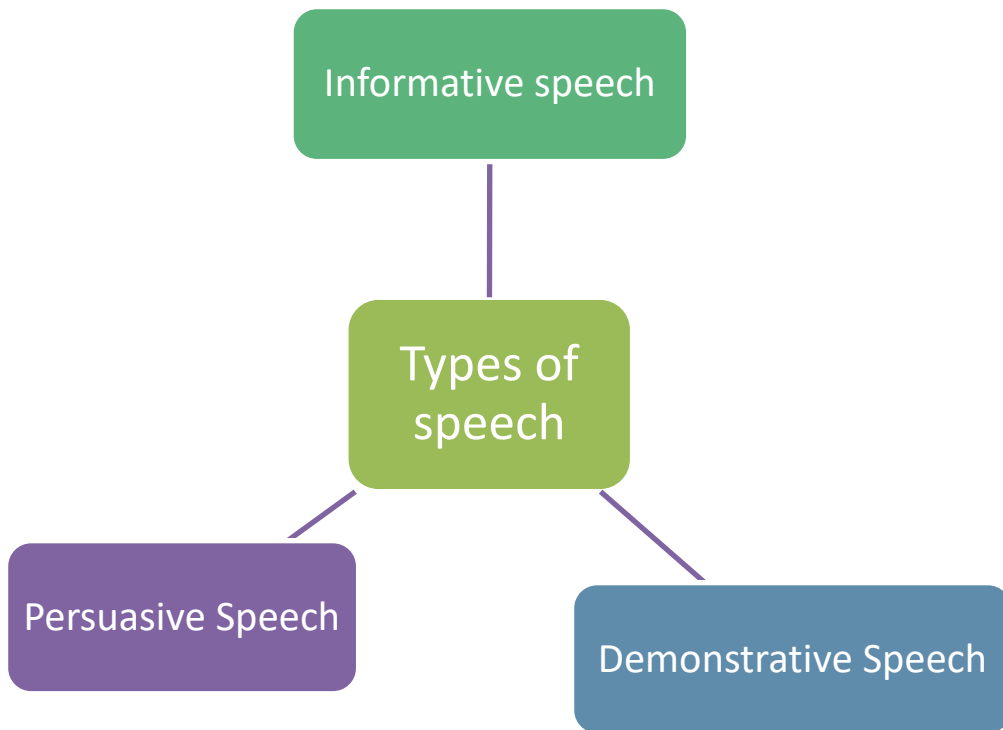 Informative speech
Types of
speech
Persuasive Speech
Demonstrative Speech